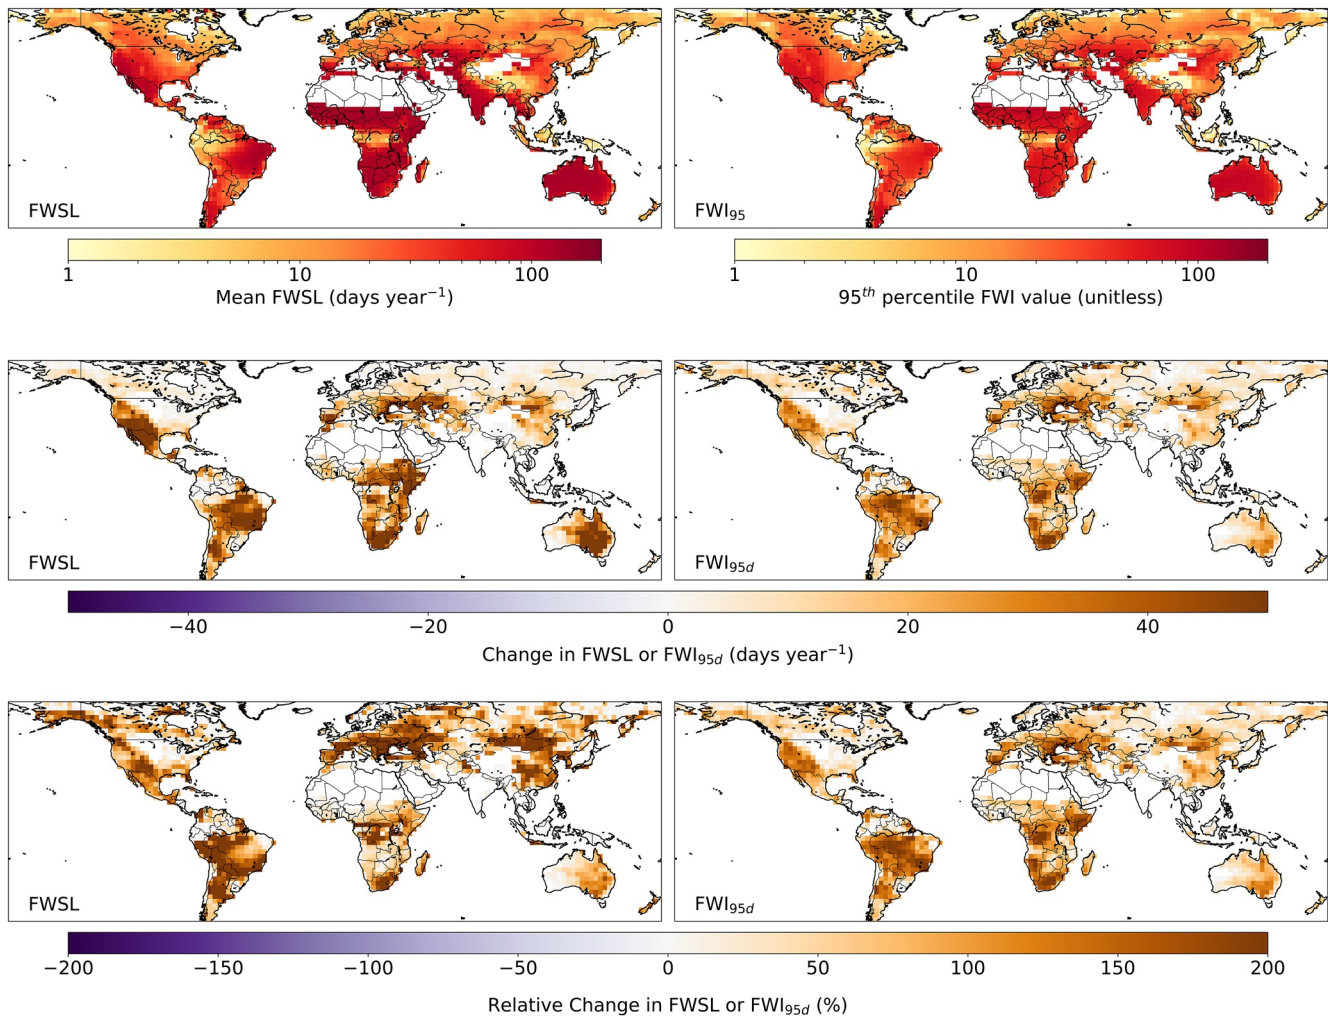 FWSL
FWI₉₅
1 10 100
Mean FWSL (days year⁻¹)
1 10 100
95ᵗʰ percentile FWI value (unitless)
FWSL
FWI₉₅d
−40 −20 0 20 40
Change in FWSL or FWI₉₅d (days year⁻¹)
FWSL
FWI₉₅d
−200 −150 −100 −50 0 50 100 150 200
Relative Change in FWSL or FWI₉₅d (%)